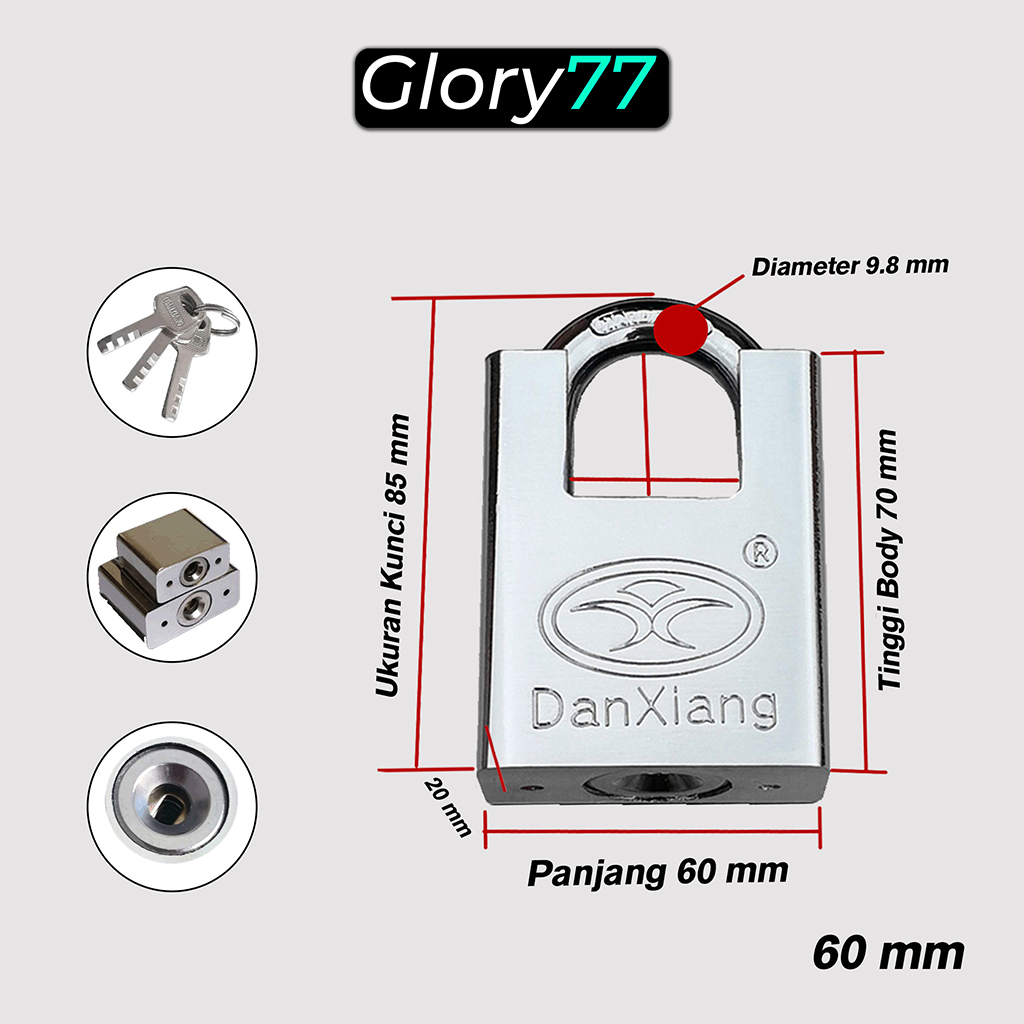 Glory77
Diameter 9.8 mm
HARD
Ukuran Kunci 85 mm
Tinggi Body 70 mm
®
DanXiang
20 mm
Panjang 60 mm
60 mm